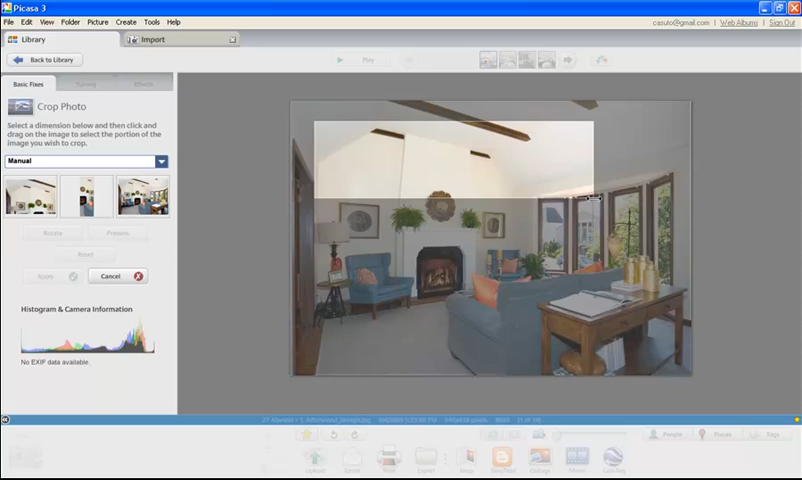 Picasa 3
File Edit View Folder Picture Create Tools Help
casuto@gmail.com | Web Albums | Sign Out
Library
Import
Back to Library
Play
Basic Fixes
Tuning
Effects
Crop Photo
Select a dimension below and then click and
drag on the image to select the portion of the
image you wish to crop.
Manual
Rotate
Preview
Reset
Apply
Cancel
Histogram & Camera Information
No EXIF data available.
People
Places
Tags
Upload
Email
Print
Export
Shop
BlogThis!
Collage
Movie